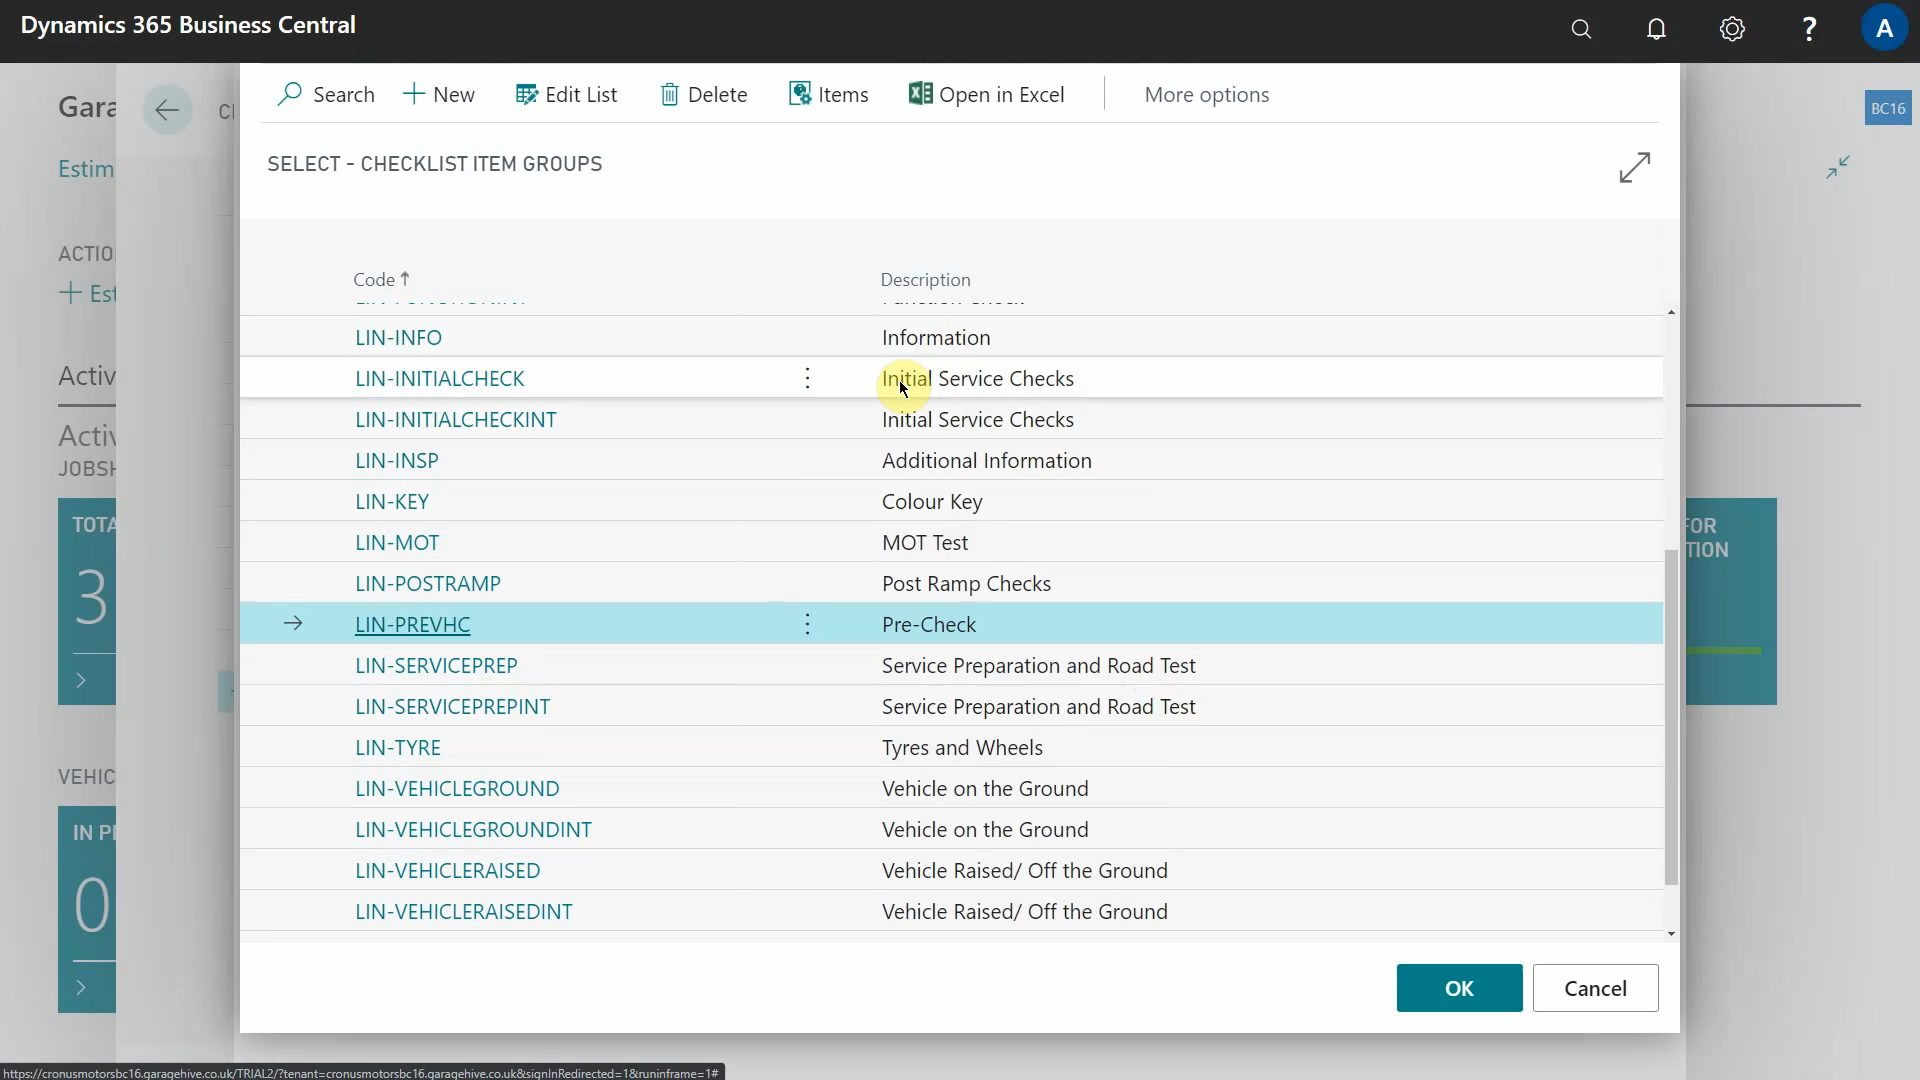 Dynamics 365 Business Central
?
A
Search
New
Edit List
Delete
Items
Open in Excel
More options
BC16
SELECT - CHECKLIST ITEM GROUPS
Code ↑
Description
LIN-INFO
Information
LIN-INITIALCHECK
Initial Service Checks
LIN-INITIALCHECKINT
Initial Service Checks
LIN-INSP
Additional Information
LIN-KEY
Colour Key
LIN-MOT
MOT Test
LIN-POSTRAMP
Post Ramp Checks
LIN-PREVHC
Pre-Check
LIN-SERVICEPREP
Service Preparation and Road Test
LIN-SERVICEPREPINT
Service Preparation and Road Test
LIN-TYRE
Tyres and Wheels
LIN-VEHICLEGROUND
Vehicle on the Ground
LIN-VEHICLEGROUNDINT
Vehicle on the Ground
LIN-VEHICLERAISED
Vehicle Raised/ Off the Ground
LIN-VEHICLERAISEDINT
Vehicle Raised/ Off the Ground
OK
Cancel
Gara
Estim
ACTIO
+ Est
Activ
Activ
JOBSH
TOTA
3
VEHIC
IN P
0
FOR
TION
https://cronusmotorsbc16.garagehive.co.uk/TRIAL2/?tenant=cronusmotorsbc16.garagehive.co.uk&signInRedirected=1&runinframe=1#